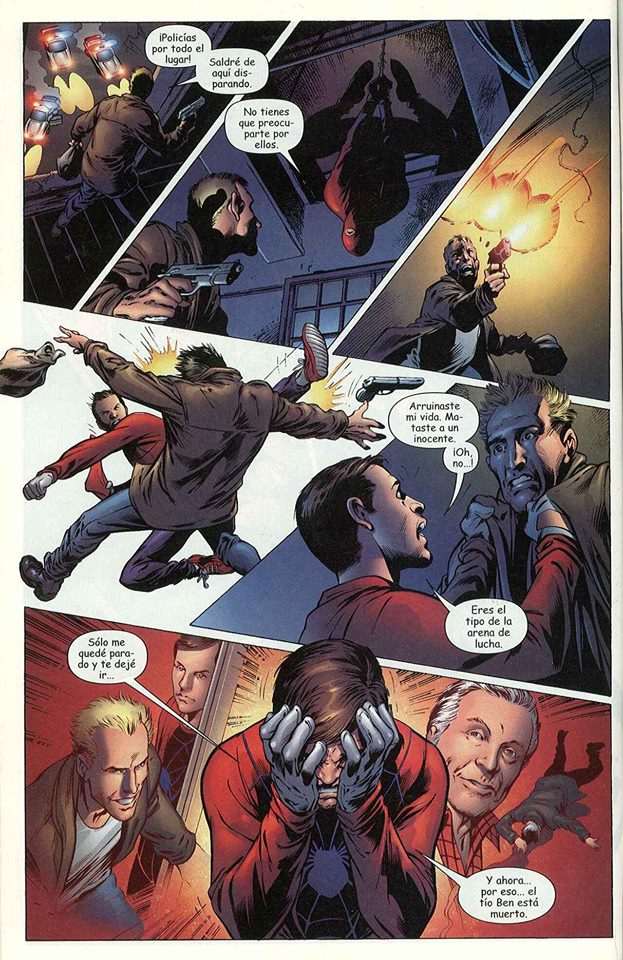 ¡Policías
por todo el
lugar!
Saldré de
aquí dis-
parando.
No tienes
que preocu-
parte por
ellos.
Arruinaste
mi vida. Ma-
taste a un
inocente.
¡Oh,
no...!
Eres el
tipo de la
arena de
lucha.
Sólo me
quedé para-
do y te dejé
ir...
Y ahora...
por eso... el
tío Ben está
muerto.